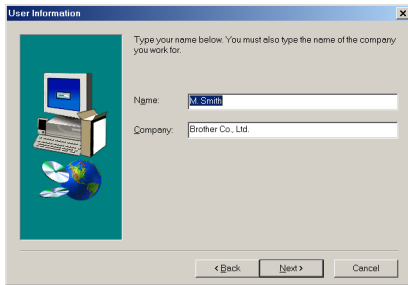 User Information
Type your name below. You must also type the name of the company
you work for.
Name: M. Smith
Company: Brother Co., Ltd.
< Back Next > Cancel